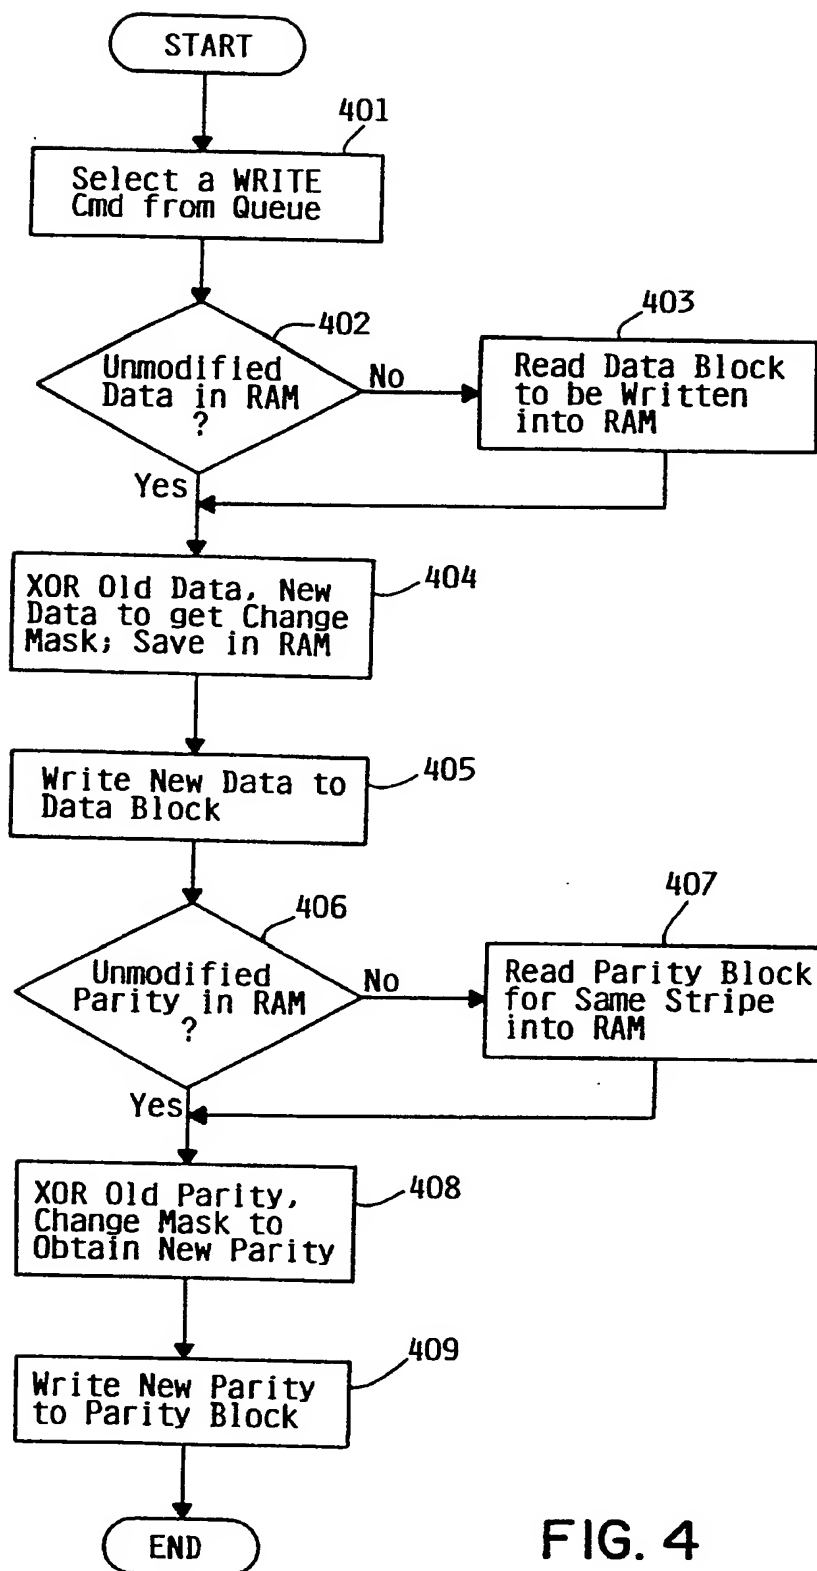 START
401
Select a WRITE
Cmd from Queue
402
Unmodified
Data in RAM
?
No
403
Read Data Block
to be Written
into RAM
Yes
XOR Old Data, New
Data to get Change
Mask; Save in RAM
404
Write New Data to
Data Block
405
406
Unmodified
Parity in RAM
?
No
407
Read Parity Block
for Same Stripe
into RAM
Yes
XOR Old Parity,
Change Mask to
Obtain New Parity
408
409
Write New Parity
to Parity Block
END
FIG. 4